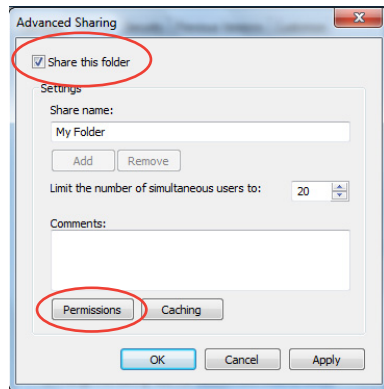 Advanced Sharing
Share this folder
Settings
Share name:
My Folder
Add Remove
Limit the number of simultaneous users to: 20
Comments:
Permissions Caching
OK Cancel Apply